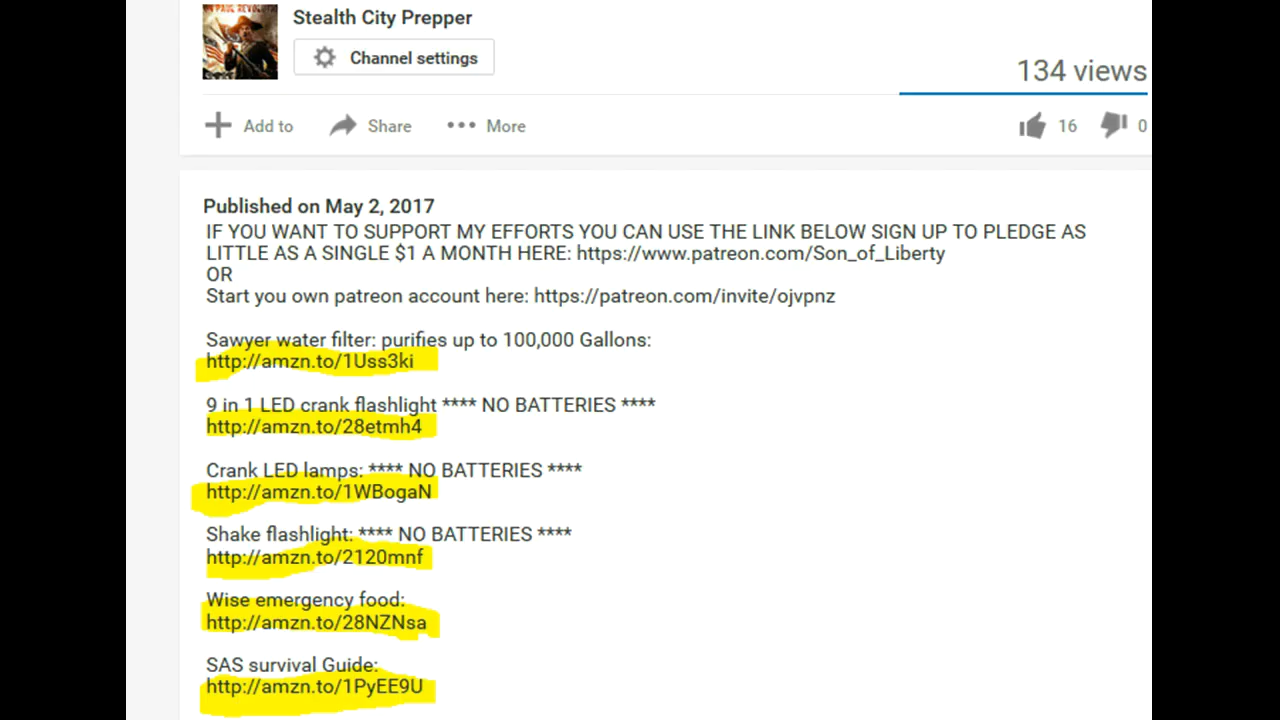 Stealth City Prepper
Channel settings
134 views
Add to Share More 16 0
Published on May 2, 2017
IF YOU WANT TO SUPPORT MY EFFORTS YOU CAN USE THE LINK BELOW SIGN UP TO PLEDGE AS
LITTLE AS A SINGLE $1 A MONTH HERE: https://www.patreon.com/Son_of_Liberty
OR
Start you own patreon account here: https://patreon.com/invite/ojvpnz
Sawyer water filter: purifies up to 100,000 Gallons:
http://amzn.to/1Uss3ki
9 in 1 LED crank flashlight **** NO BATTERIES ****
http://amzn.to/28etmh4
Crank LED lamps: **** NO BATTERIES ****
http://amzn.to/1WBogaN
Shake flashlight: **** NO BATTERIES ****
http://amzn.to/2120mnf
Wise emergency food:
http://amzn.to/28NZNsa
SAS survival Guide:
http://amzn.to/1PyEE9U